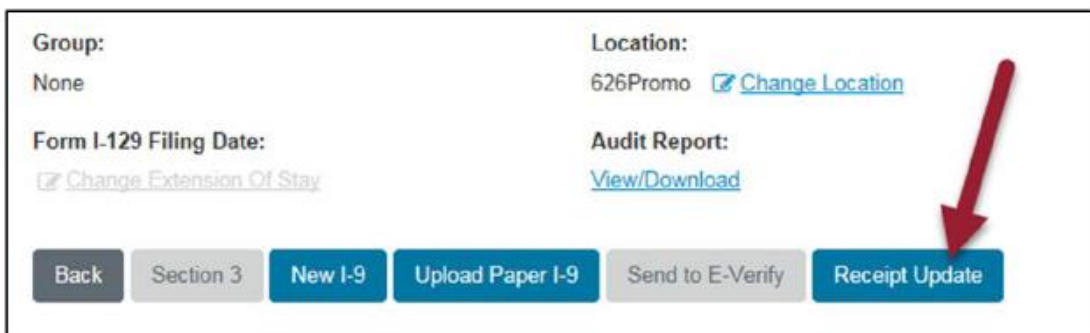 Group:
Location:
None
626Promo Change Location
Form I-129 Filing Date:
Audit Report:
Change Extension Of Stay
View/Download
Back Section 3 New I-9 Upload Paper I-9 Send to E-Verify Receipt Update